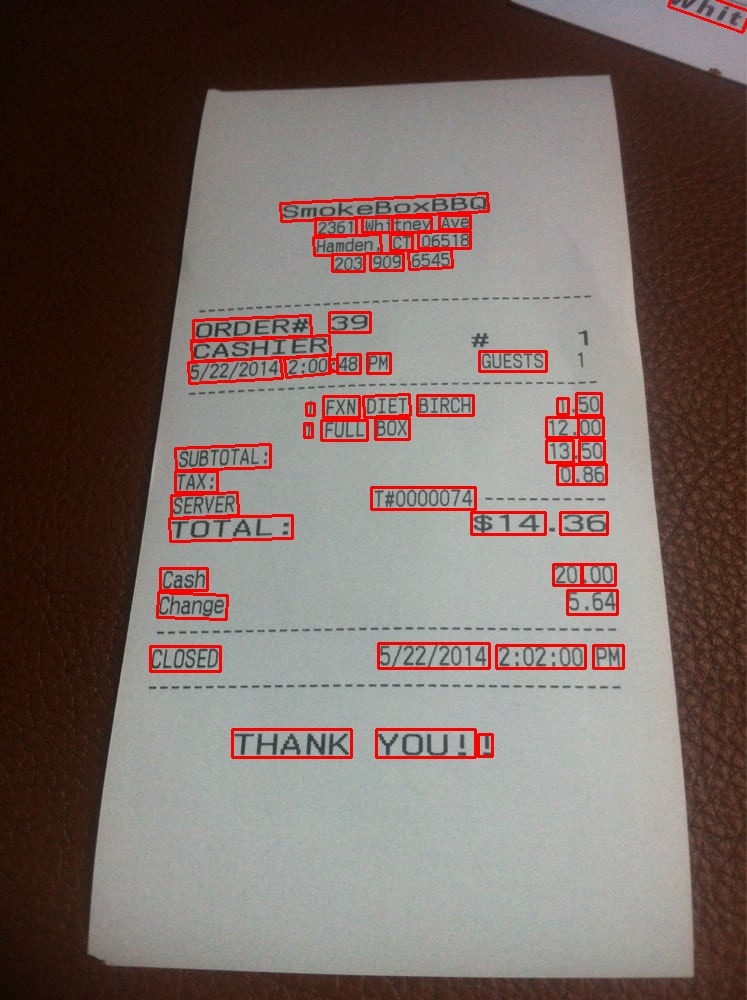 Whit
SmokeBoxBBQ
2361 Whitney Ave
Hamden, CT 06518
203 909 6545
ORDER# 39
CASHIER # 1
5/22/2014 2:00:48 PM GUESTS 1
1 FXN DIET BIRCH 1.50
1 FULL BOX 12.00
SUBTOTAL: 13.50
TAX: 0.86
SERVER T#0000074
TOTAL: $14.36
Cash 20.00
Change 5.64
CLOSED 5/22/2014 2:02:00 PM
THANK YOU!!